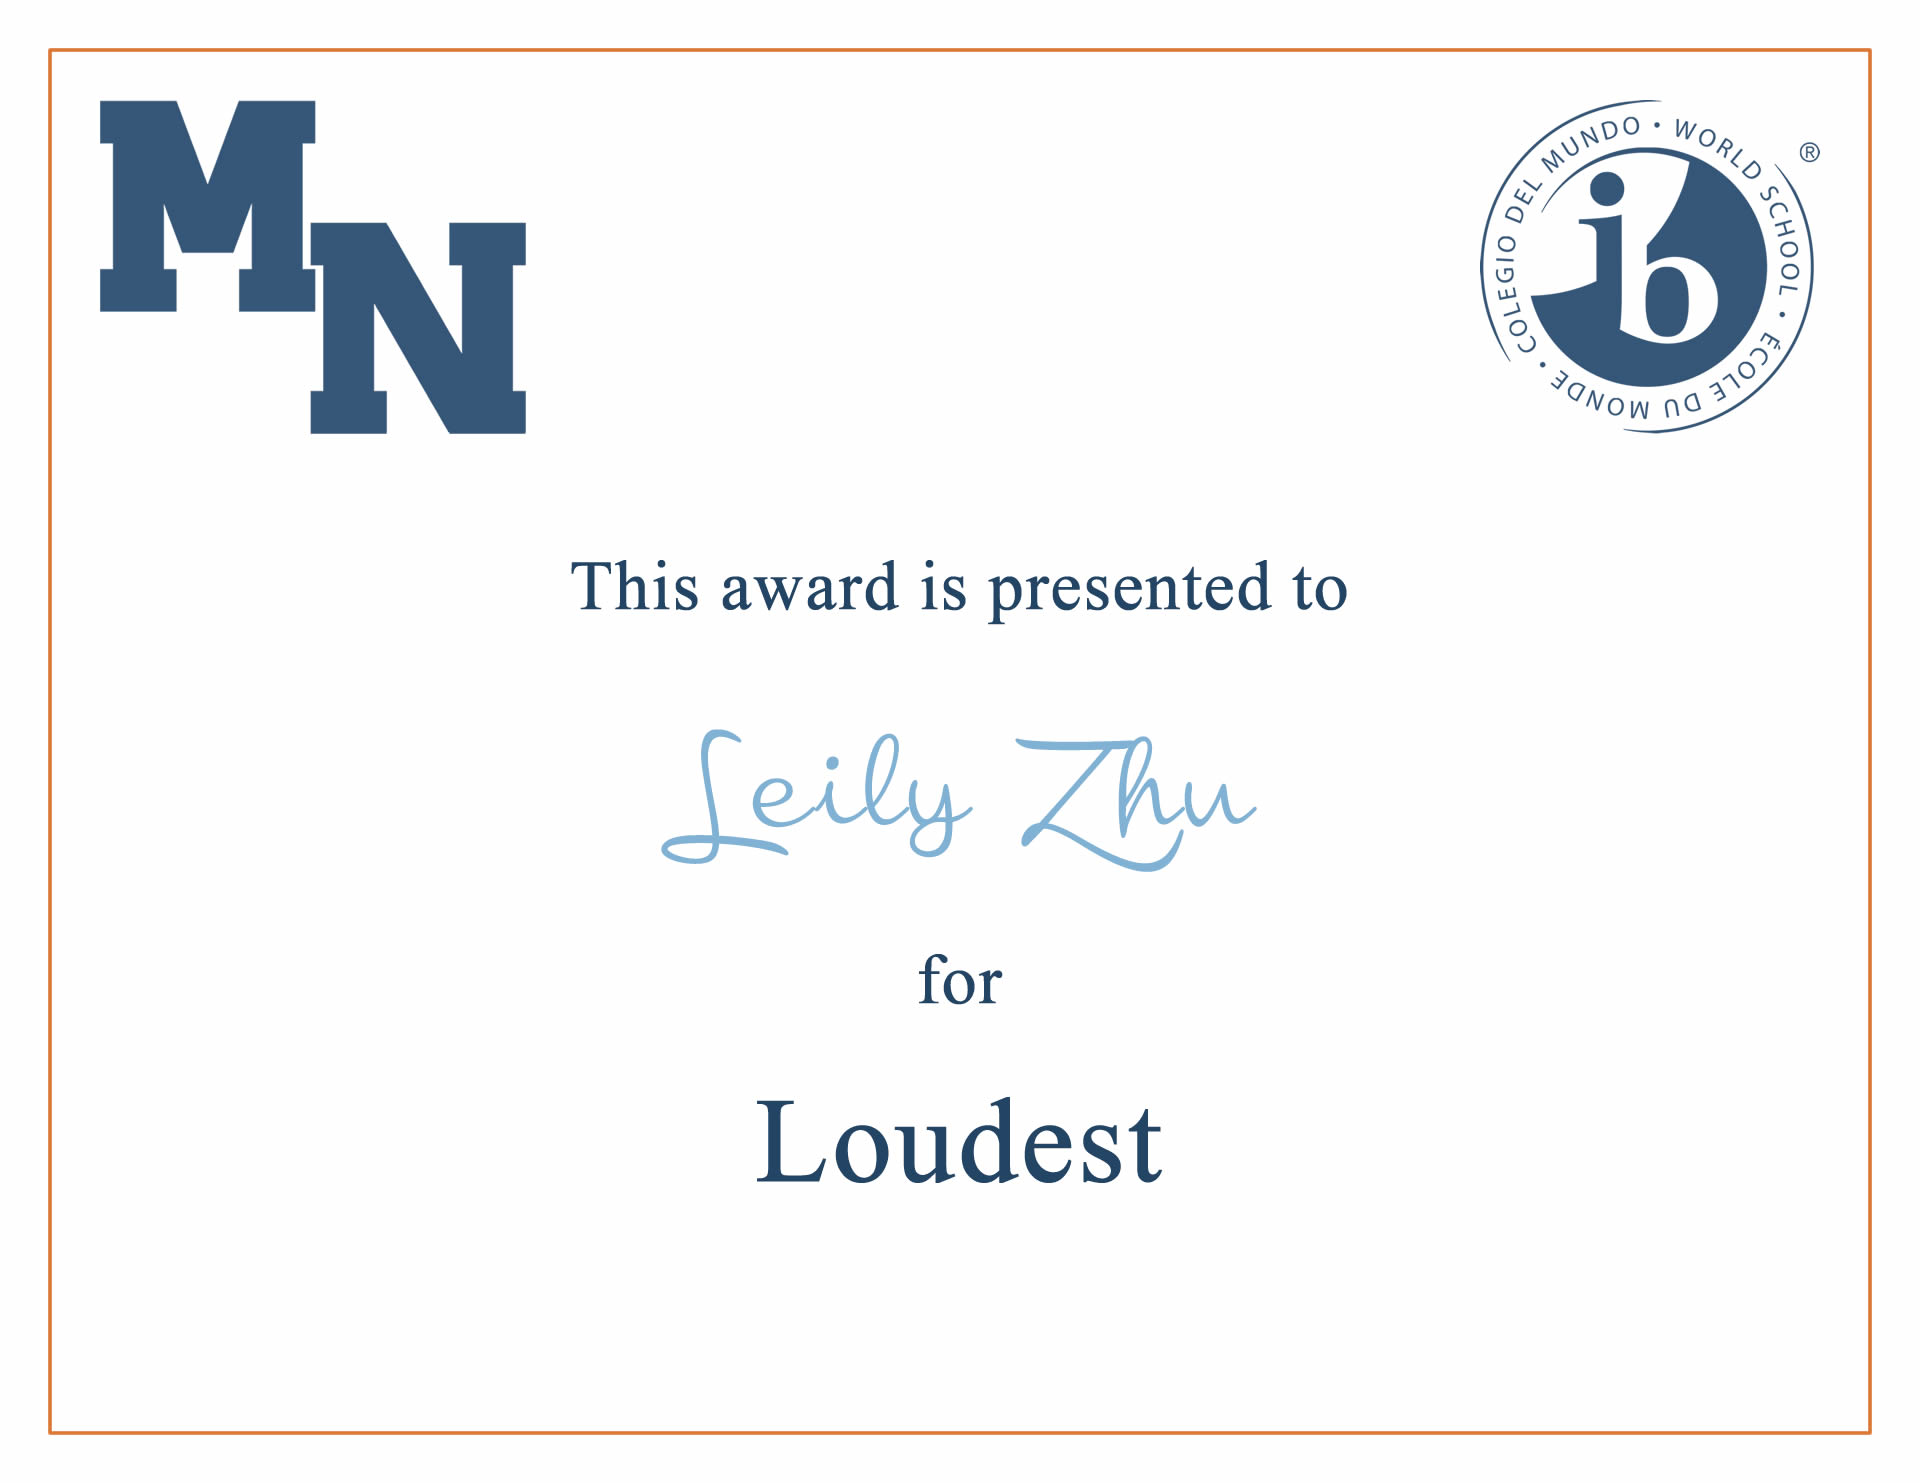 MN
COLEGIO DEL MUNDO • WORLD SCHOOL • ÉCOLE DU MONDE •
ib
®
This award is presented to
Leily Zhu
for
Loudest